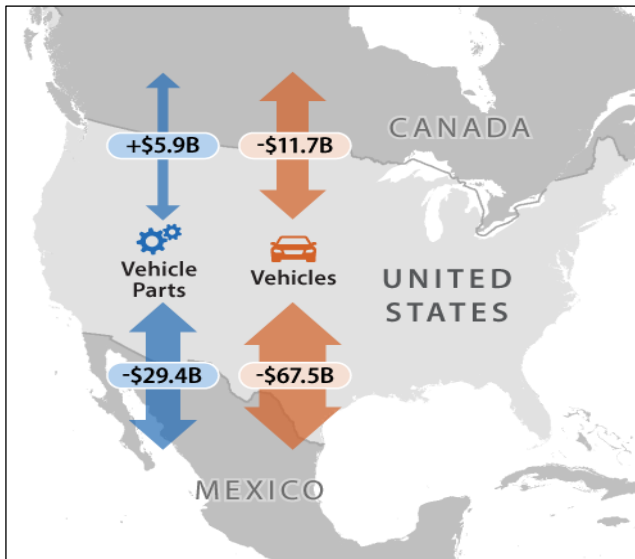 CANADA
+$5.9B
-$11.7B
Vehicle
Parts
Vehicles
UNITED
STATES
-$29.4B
-$67.5B
MEXICO